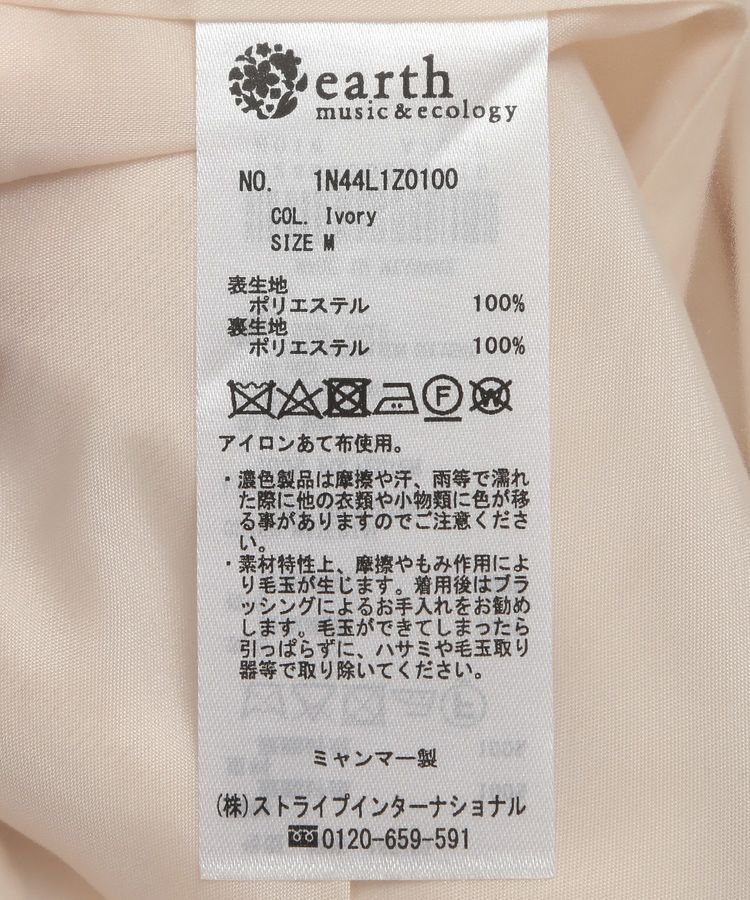 earth
music&ecology
NO. 1N44L1Z0100
COL. Ivory
SIZE M
表生地
ポリエステル 100%
裏生地
ポリエステル 100%
F W
アイロンあて布使用。
・濃色製品は摩擦や汗、雨等で濡れ
た際に他の衣類や小物類に色が移
る事がありますのでご注意くださ
い。
・素材特性上、摩擦やもみ作用によ
り毛玉が生じます。着用後はブラ
ッシングによるお手入れをお勧め
します。毛玉ができてしまったら
引っぱらずに、ハサミや毛玉取り
器等で取り除いてください。
ミャンマー製
(株)ストライプインターナショナル
0120-659-591